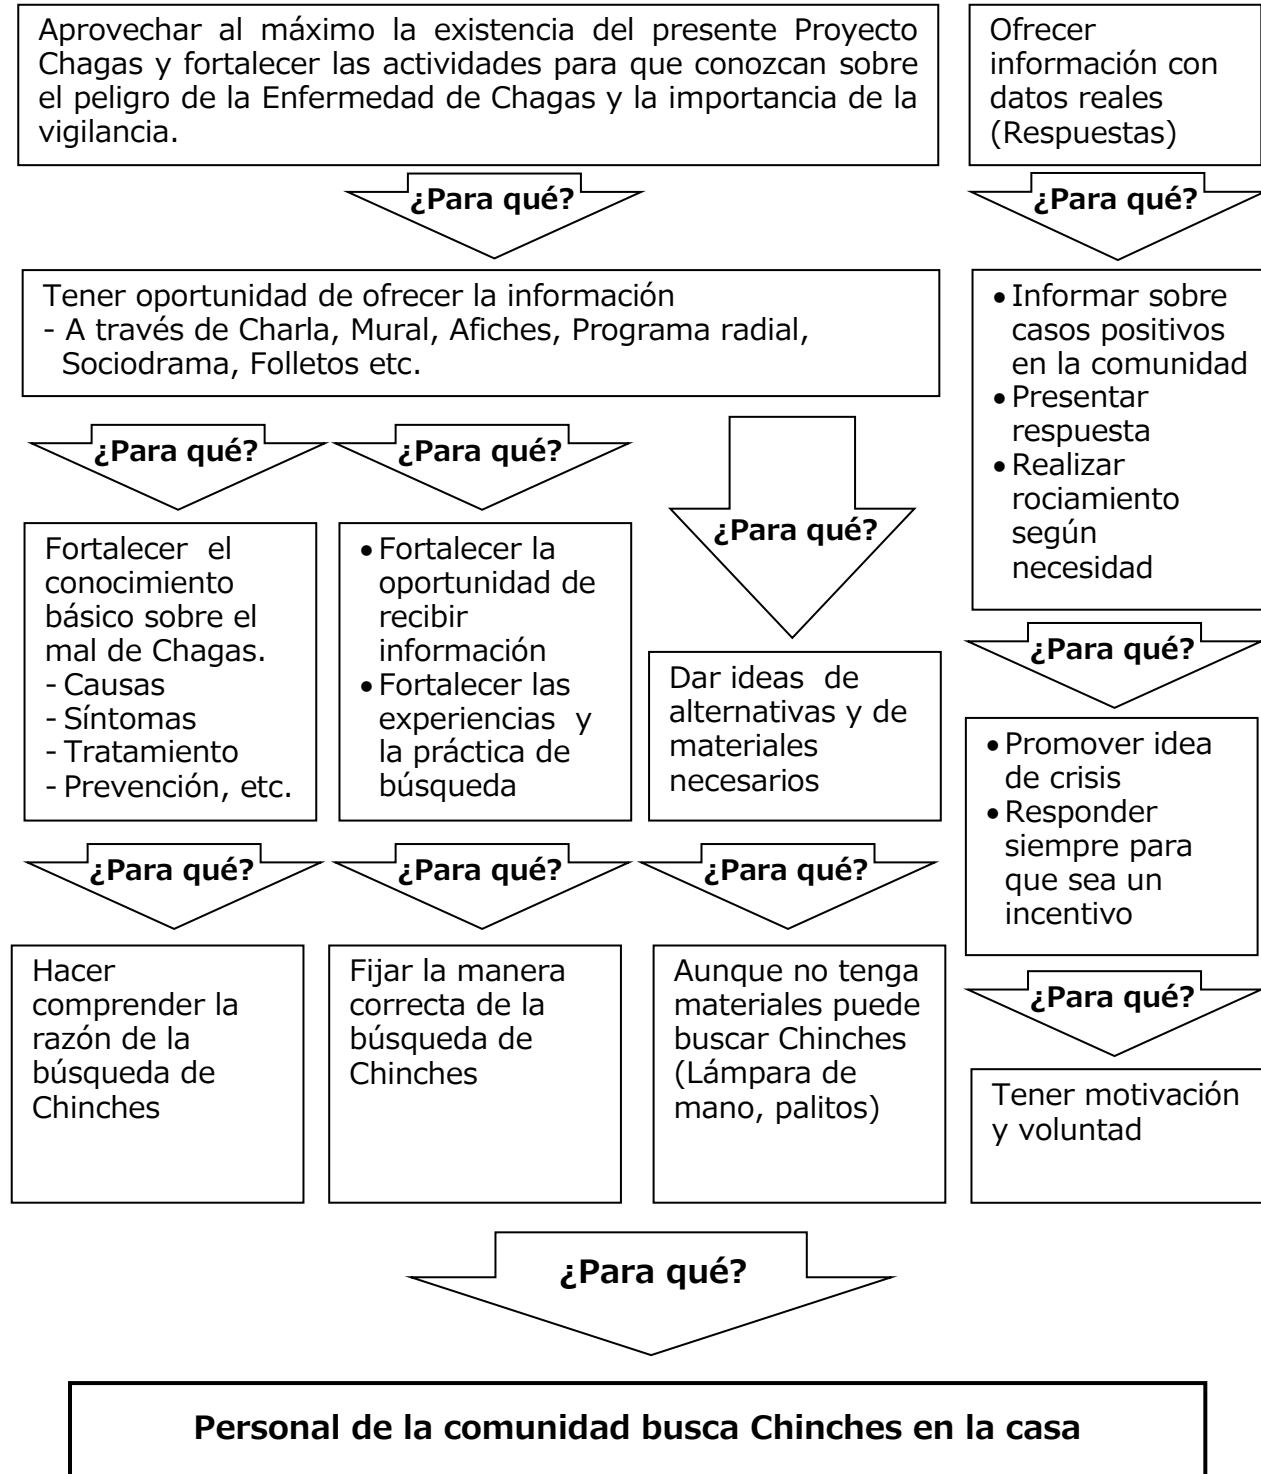 Aprovechar al máximo la existencia del presente Proyecto
Chagas y fortalecer las actividades para que conozcan sobre
el peligro de la Enfermedad de Chagas y la importancia de la
vigilancia.
Ofrecer
información con
datos reales
(Respuestas)
¿Para qué?
¿Para qué?
Tener oportunidad de ofrecer la información
- A través de Charla, Mural, Afiches, Programa radial,
Sociodrama, Folletos etc.
• Informar sobre
casos positivos
en la comunidad
• Presentar
respuesta
• Realizar
rociamiento
según
necesidad
¿Para qué?
¿Para qué?
¿Para qué?
Fortalecer el
conocimiento
básico sobre el
mal de Chagas.
- Causas
- Síntomas
- Tratamiento
- Prevención, etc.
• Fortalecer la
oportunidad de
recibir
información
• Fortalecer las
experiencias y
la práctica de
búsqueda
Dar ideas de
alternativas y de
materiales
necesarios
¿Para qué?
• Promover idea
de crisis
• Responder
siempre para
que sea un
incentivo
¿Para qué?
¿Para qué?
¿Para qué?
Hacer
comprender la
razón de la
búsqueda de
Chinches
Fijar la manera
correcta de la
búsqueda de
Chinches
Aunque no tenga
materiales puede
buscar Chinches
(Lámpara de
mano, palitos)
¿Para qué?
Tener motivación
y voluntad
¿Para qué?
Personal de la comunidad busca Chinches en la casa